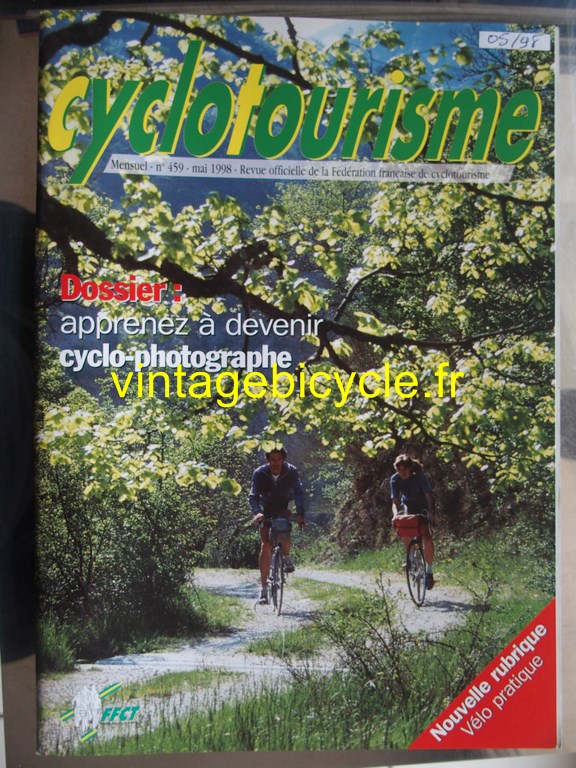 05/98
cyclotourisme
Mensuel - n° 459 - mai 1998 - Revue officielle de la Fédération française de cyclotourisme
Dossier :
apprenez à devenir
cyclo-photographe
vintagebicycle.fr
Nouvelle rubrique
Vélo pratique
FFCT